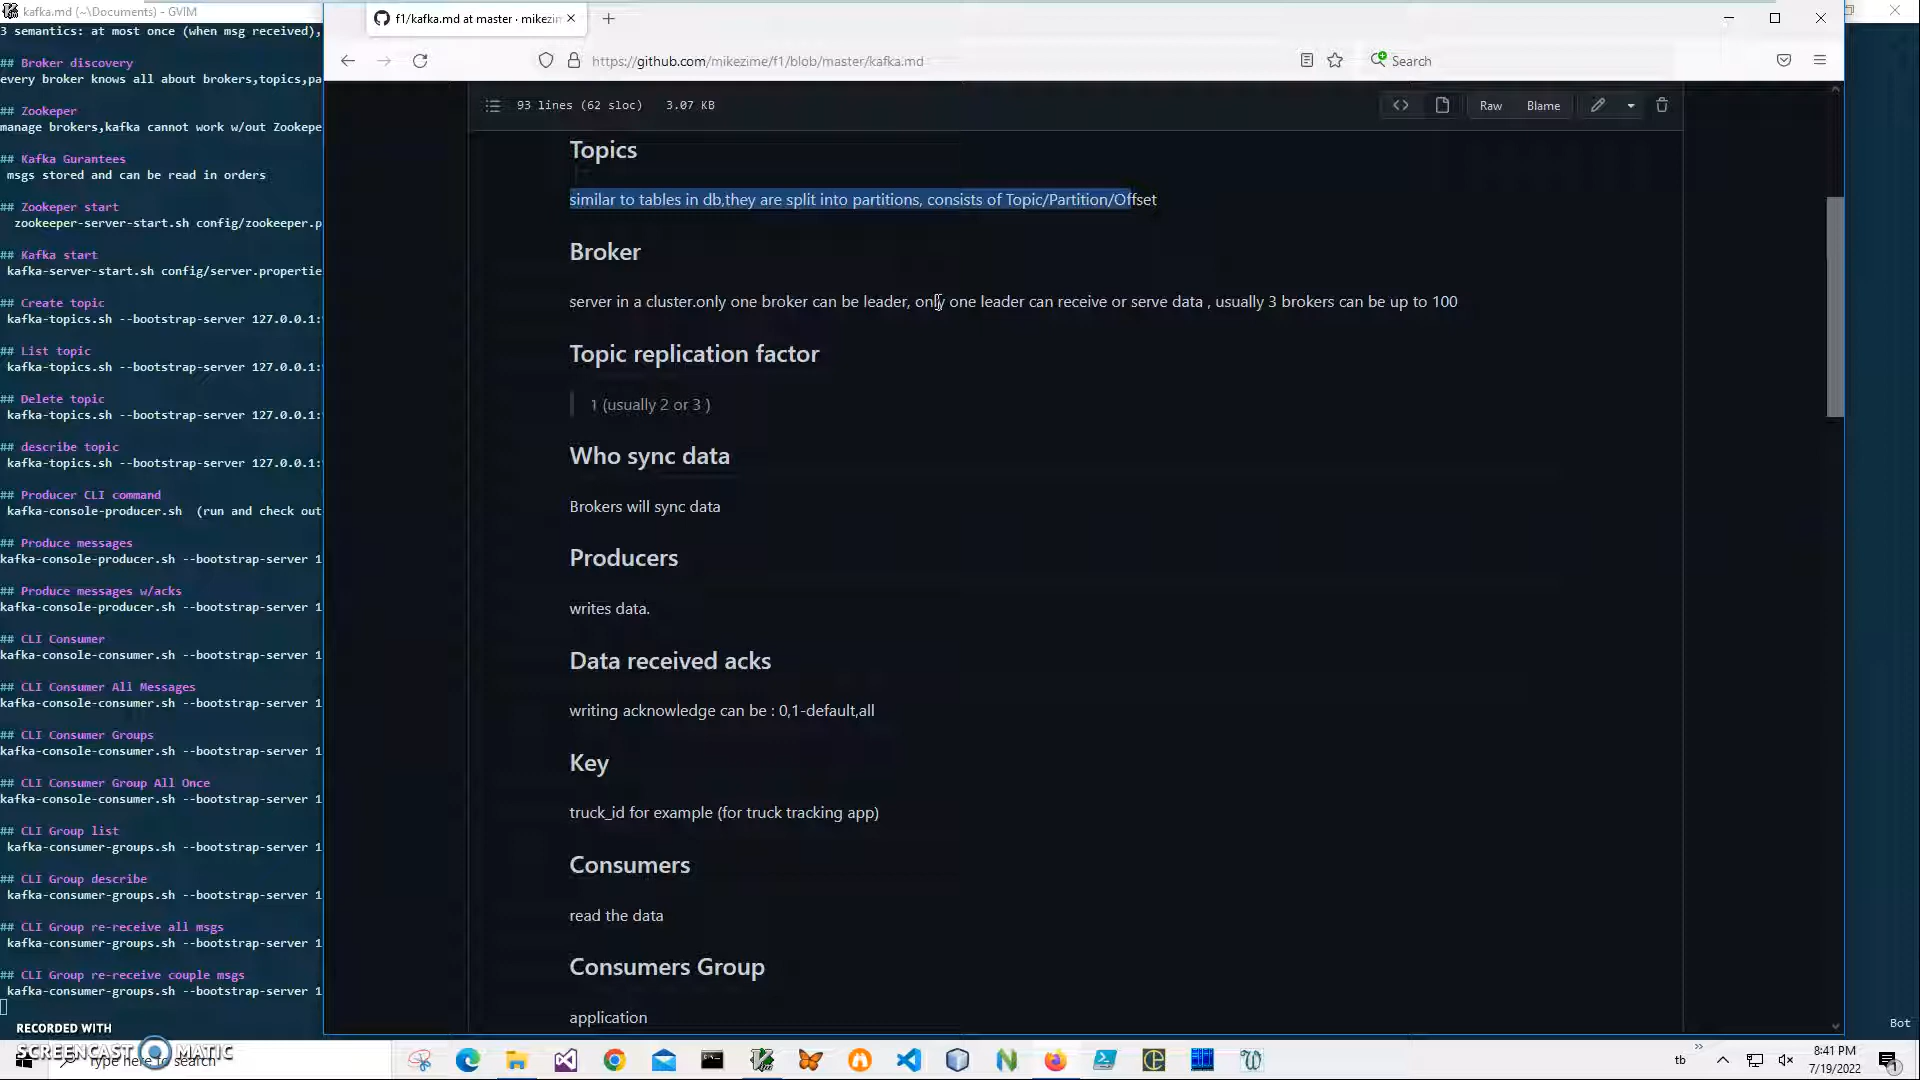 kafka.md (~\Documents) - GVIM
3 semantics: at most once (when msg received),
## Broker discovery
every broker knows all about brokers,topics,pa
## Zookeper
manage brokers,kafka cannot work w/out Zookepe
## Kafka Gurantees
msgs stored and can be read in orders
## Zookeper start
zookeeper-server-start.sh config/zookeeper.p
## Kafka start
kafka-server-start.sh config/server.propertie
## Create topic
kafka-topics.sh --bootstrap-server 127.0.0.1:
## List topic
kafka-topics.sh --bootstrap-server 127.0.0.1:
## Delete topic
kafka-topics.sh --bootstrap-server 127.0.0.1:
## describe topic
kafka-topics.sh --bootstrap-server 127.0.0.1:
## Producer CLI command
kafka-console-producer.sh (run and check out
## Produce messages
kafka-console-producer.sh --bootstrap-server 1
## Produce messages w/acks
kafka-console-producer.sh --bootstrap-server 1
## CLI Consumer
kafka-console-consumer.sh --bootstrap-server 1
## CLI Consumer All Messages
kafka-console-consumer.sh --bootstrap-server 1
## CLI Consumer Groups
kafka-console-consumer.sh --bootstrap-server 1
## CLI Consumer Group All Once
kafka-console-consumer.sh --bootstrap-server 1
## CLI Group list
kafka-consumer-groups.sh --bootstrap-server 1
## CLI Group describe
kafka-consumer-groups.sh --bootstrap-server 1
## CLI Group re-receive all msgs
kafka-consumer-groups.sh --bootstrap-server 1
## CLI Group re-receive couple msgs
kafka-consumer-groups.sh --bootstrap-server 1
f1/kafka.md at master · mikezim
https://github.com/mikezime/f1/blob/master/kafka.md
Search
93 lines (62 sloc) 3.07 KB
Raw Blame
Topics
similar to tables in db,they are split into partitions, consists of Topic/Partition/Offset
Broker
server in a cluster.only one broker can be leader, only one leader can receive or serve data , usually 3 brokers can be up to 100
Topic replication factor
1 (usually 2 or 3 )
Who sync data
Brokers will sync data
Producers
writes data.
Data received acks
writing acknowledge can be : 0,1-default,all
Key
truck_id for example (for truck tracking app)
Consumers
read the data
Consumers Group
application
Bot
RECORDED WITH
SCREENCAST MATIC
Type here to search
tb
8:41 PM
7/19/2022
1